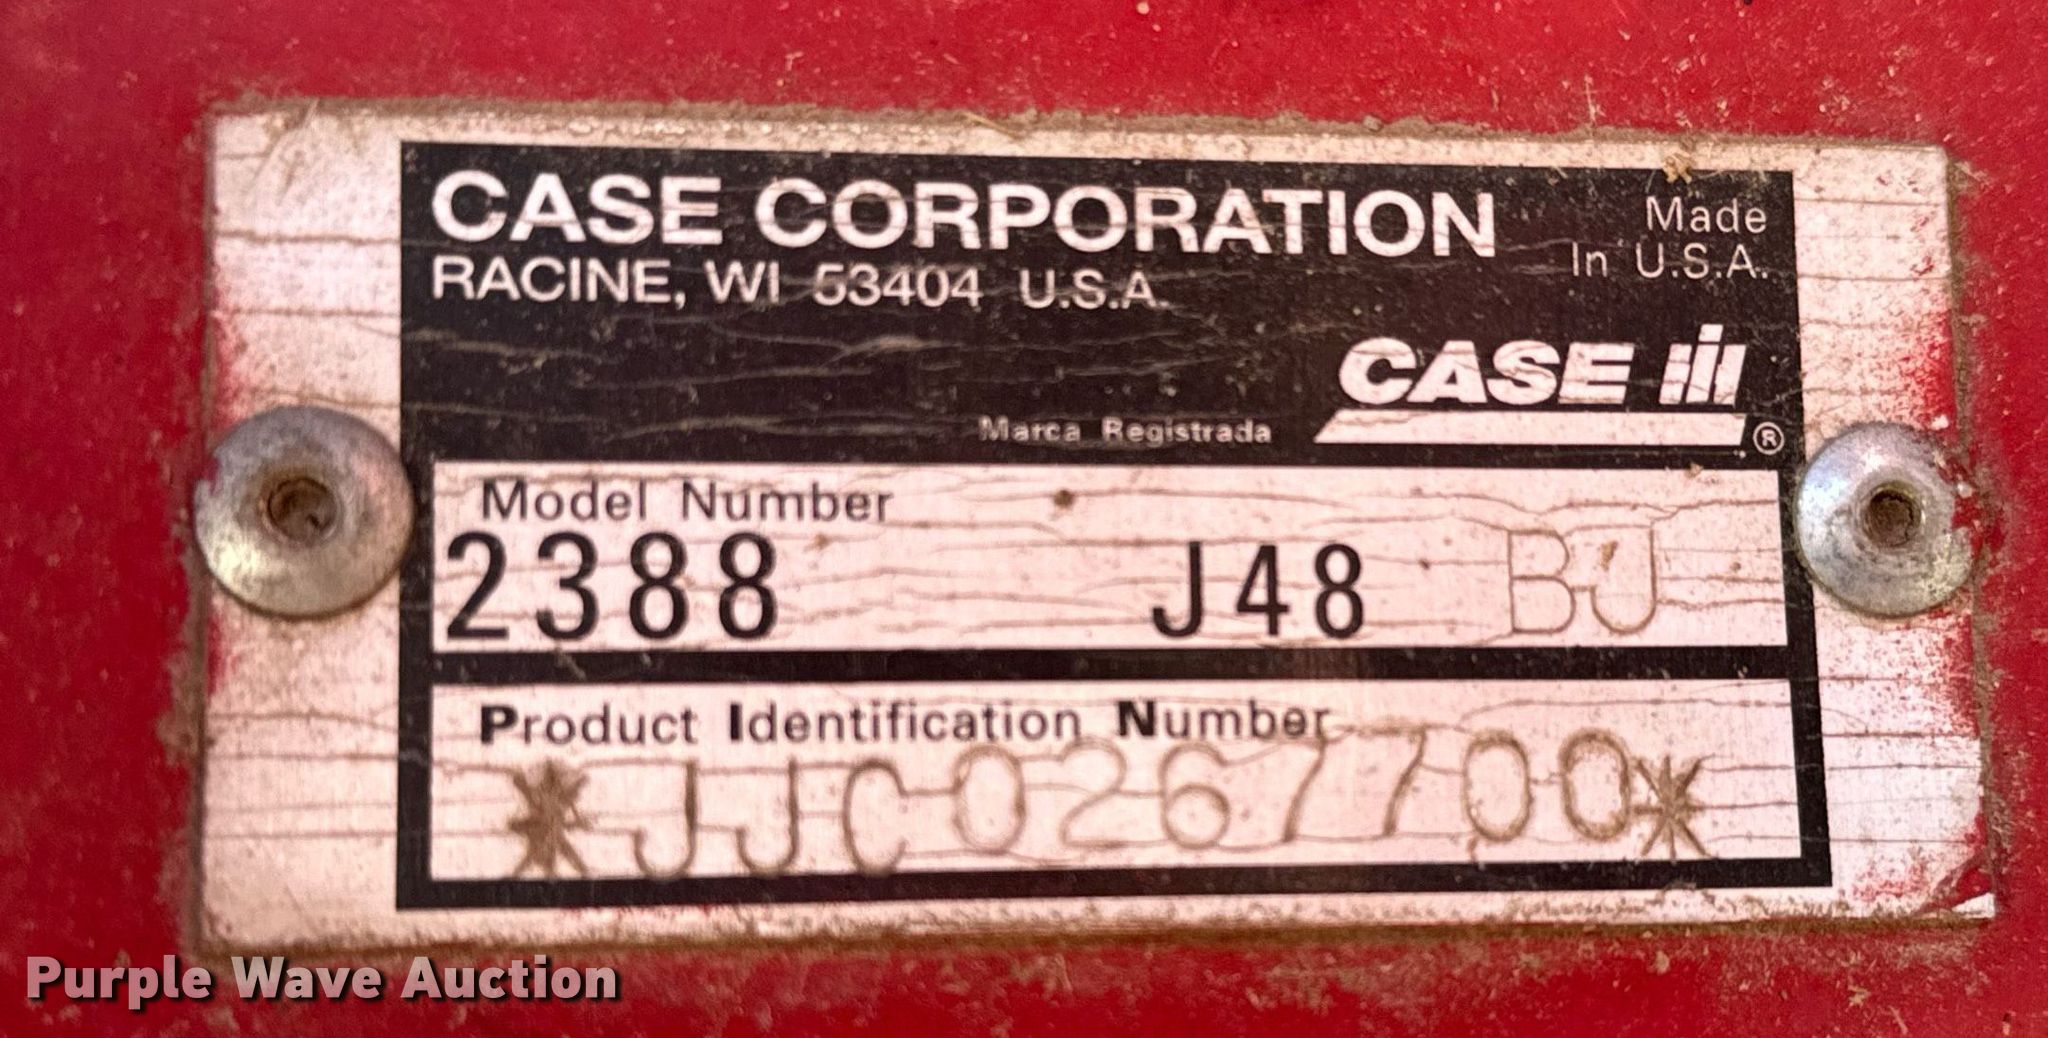 CASE CORPORATION
Made
In U.S.A.
RACINE, WI 53404 U.S.A.
CASE IH
Marca Registrada ®
Model Number
2388 J48 BJ
Product Identification Number
*JJC0267700*
Purple Wave Auction